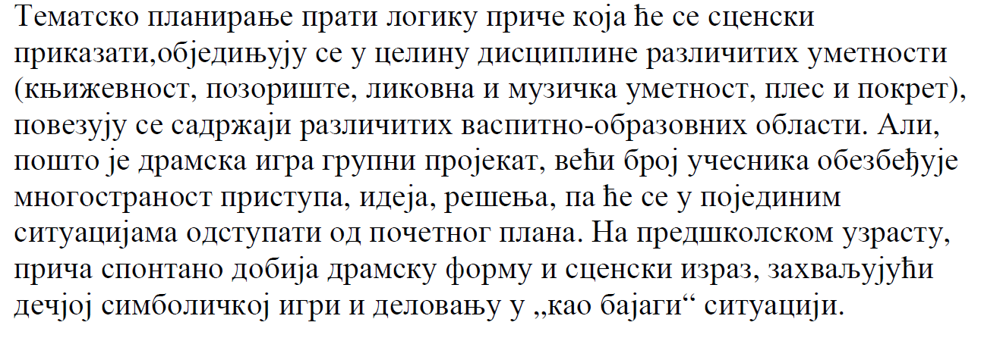 Тематско планирање прати логику приче која ће се сценски
приказати,обједињују се у целину дисциплине различитих уметности
(књижевност, позориште, ликовна и музичка уметност, плес и покрет),
повезују се садржаји различитих васпитно-образовних области. Али,
пошто је драмска игра групни пројекат, већи број учесника обезбеђује
многостраност приступа, идеја, решења, па ће се у појединим
ситуацијама одступати од почетног плана. На предшколском узрасту,
прича спонтано добија драмску форму и сценски израз, захваљујући
дечјој симболичкој игри и деловању у „као бајаги“ ситуацији.